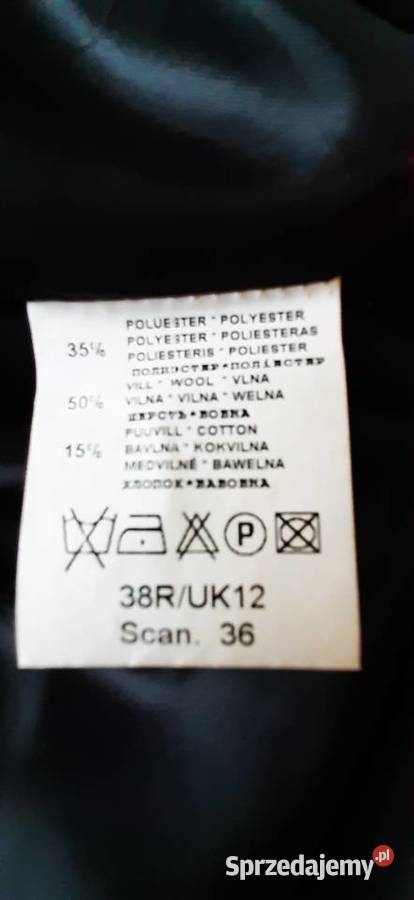 POLUESTER * POLYESTER
35% POLYESTER * POLIESTERAS
POLIESTERIS * POLIESTER
ПОЛИЭСТЕР*ПОЛІЕСТЕР
VILL * WOOL * VLNA
50% VILNA * VILNA * WELNA
ШЕРСТЬ*ВОВНА
PUUVILL * COTTON
15% BAVLNA * KOKVILNA
MEDVILNĖ * BAWELNA
ХЛОПОК*БАВОВНА
P
38R/UK12
Scan. 36
Sprzedajemy.pl